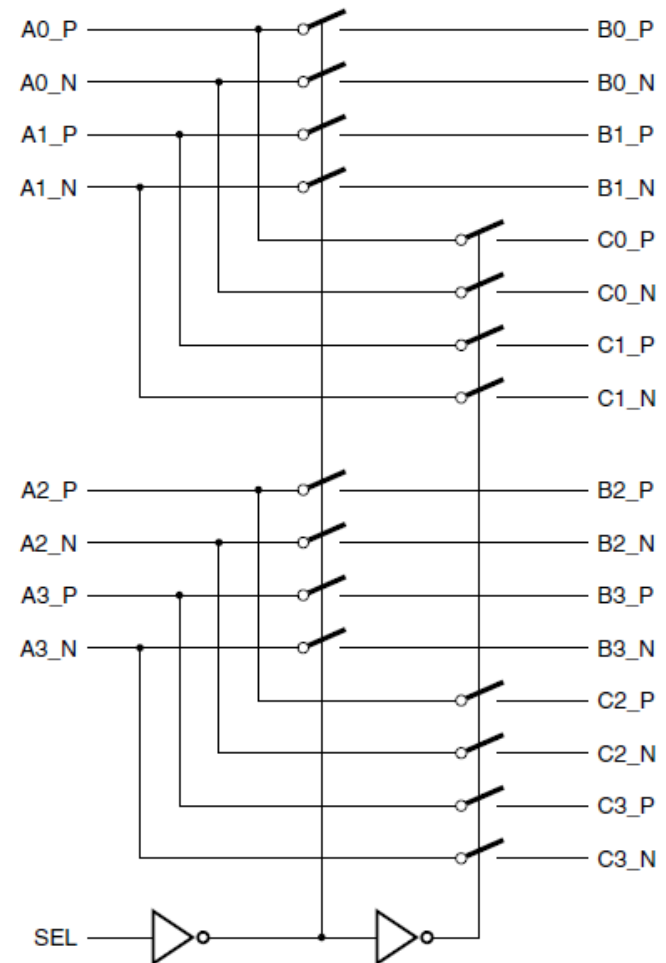 A0_P B0_P
A0_N B0_N
A1_P B1_P
A1_N B1_N
C0_P
C0_N
C1_P
C1_N
A2_P B2_P
A2_N B2_N
A3_P B3_P
A3_N B3_N
C2_P
C2_N
C3_P
C3_N
SEL